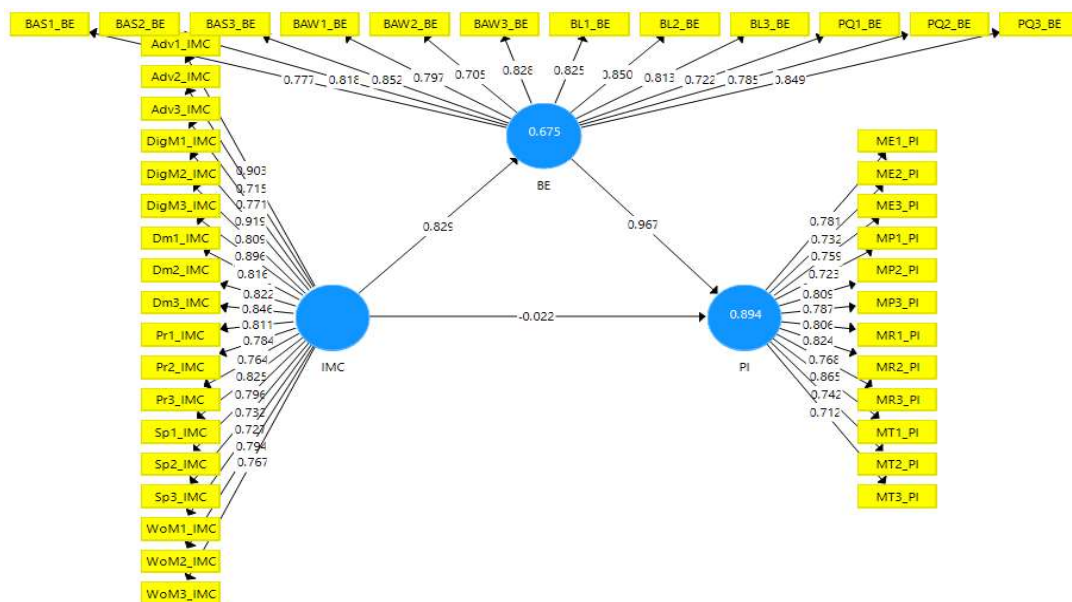 BAS1_BE BAS2_BE BAS3_BE BAW1_BE BAW2_BE BAW3_BE BL1_BE BL2_BE BL3_BE PQ1_BE PQ2_BE PQ3_BE
0.777 0.818 0.852 0.797 0.705 0.828 0.825 0.850 0.813 0.722 0.785 0.849
0.675
BE
Adv1_IMC
Adv2_IMC
Adv3_IMC
DigM1_IMC
DigM2_IMC
DigM3_IMC
Dm1_IMC
Dm2_IMC
Dm3_IMC
Pr1_IMC
Pr2_IMC
Pr3_IMC
Sp1_IMC
Sp2_IMC
Sp3_IMC
WoM1_IMC
WoM2_IMC
WoM3_IMC
0.903
0.715
0.771
0.919
0.809
0.896
0.816
0.822
0.846
0.811
0.784
0.764
0.825
0.796
0.732
0.727
0.794
0.767
IMC
0.829
0.967
-0.022
0.894
PI
0.781
0.732
0.759
0.723
0.809
0.787
0.806
0.824
0.768
0.865
0.742
0.712
ME1_PI
ME2_PI
ME3_PI
MP1_PI
MP2_PI
MP3_PI
MR1_PI
MR2_PI
MR3_PI
MT1_PI
MT2_PI
MT3_PI